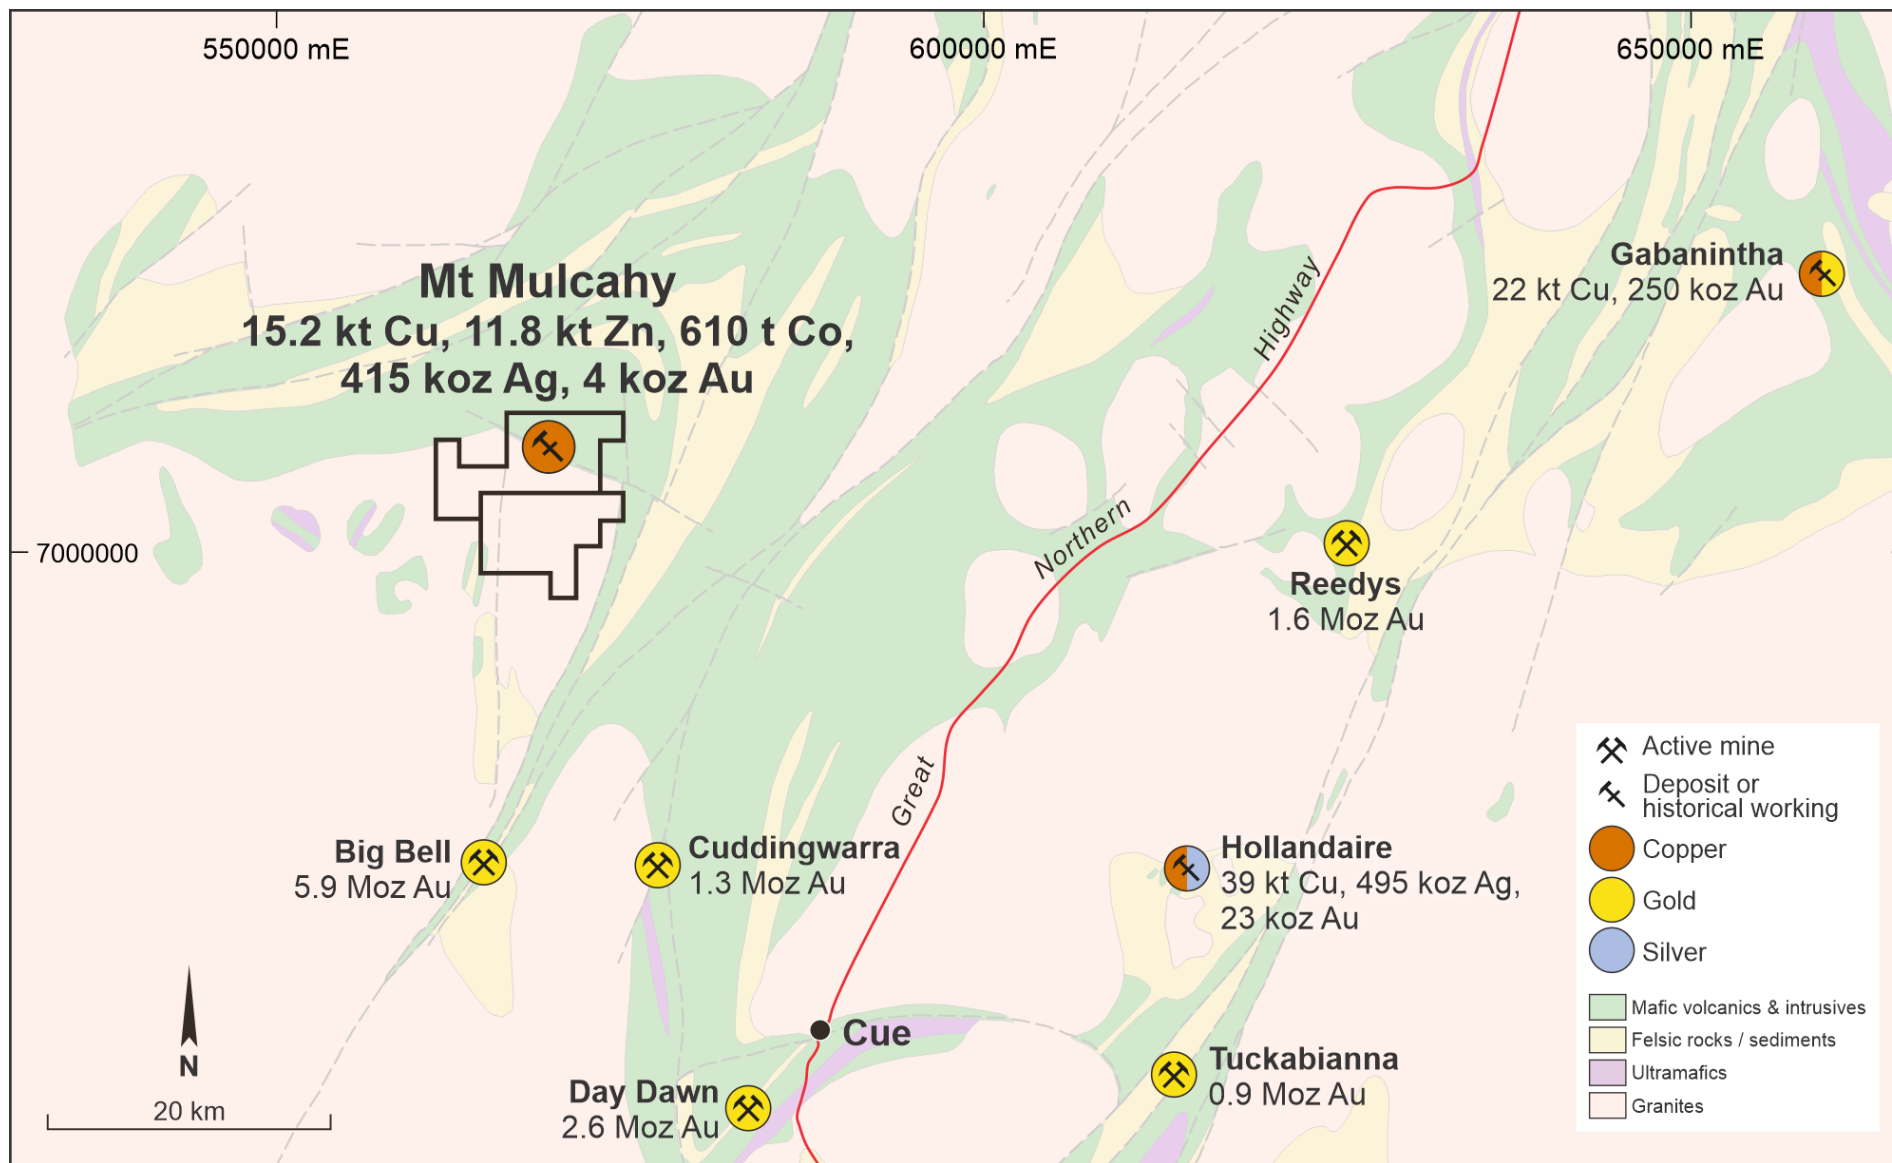 550000 mE
600000 mE
650000 mE
Mt Mulcahy
15.2 kt Cu, 11.8 kt Zn, 610 t Co,
415 koz Ag, 4 koz Au
Gabanintha
22 kt Cu, 250 koz Au
Highway
Northern
Great
7000000
Reedys
1.6 Moz Au
Big Bell
5.9 Moz Au
Cuddingwarra
1.3 Moz Au
Hollandaire
39 kt Cu, 495 koz Ag,
23 koz Au
Cue
Day Dawn
2.6 Moz Au
Tuckabianna
0.9 Moz Au
N
20 km
Active mine
Deposit or
historical working
Copper
Gold
Silver
Mafic volcanics & intrusives
Felsic rocks / sediments
Ultramafics
Granites